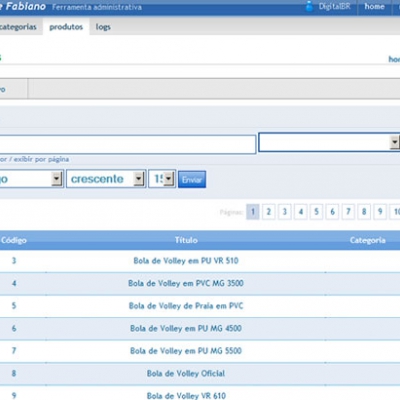 e Fabiano Ferramenta administrativa DigitalBR home
categorias produtos logs
s ho
vo
or / exibir por página
go crescente 15 Enviar
Páginas: 1 2 3 4 5 6 7 8 9 10
Código Título Categoria
3 Bola de Volley em PU VR 510
4 Bola de Volley em PVC MG 3500
5 Bola de Volley de Praia em PVC
6 Bola de Volley em PU MG 4500
7 Bola de Volley em PU MG 5500
8 Bola de Volley Oficial
9 Bola de Volley VR 610